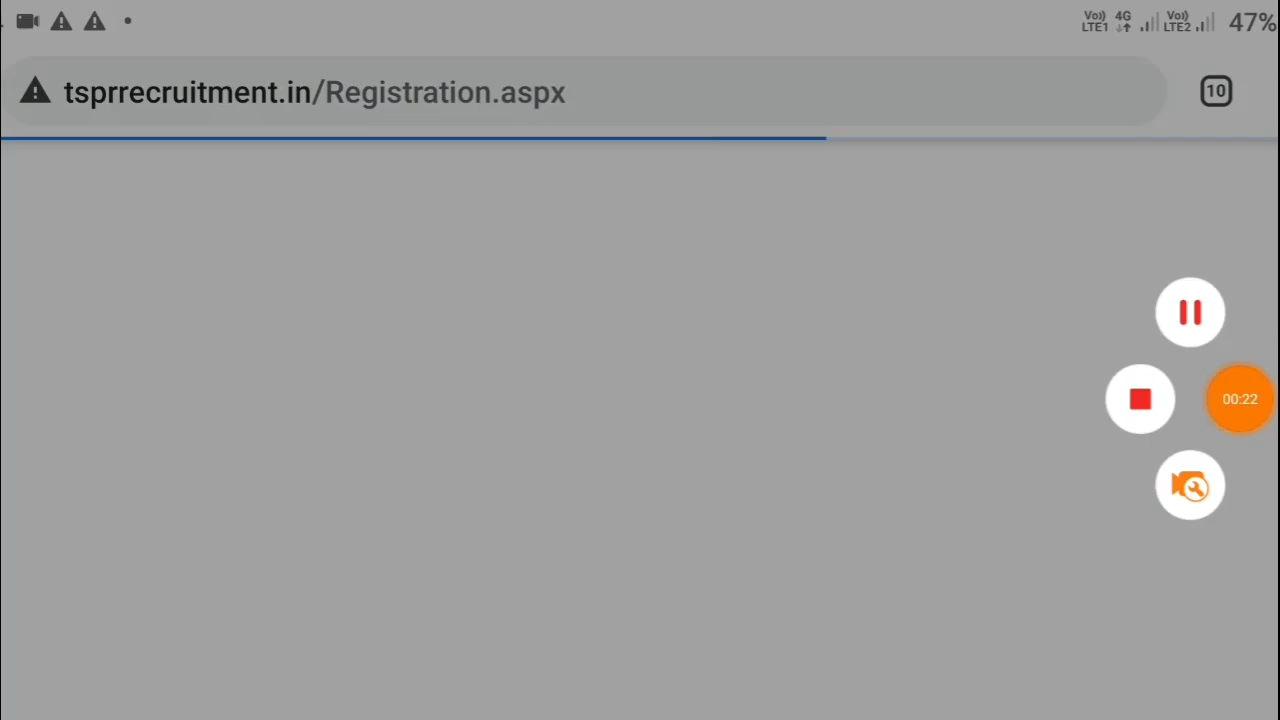 Vo)) 4G Vo)) 47%
LTE1 LTE2
tsprrecruitment.in/Registration.aspx 10
00:22